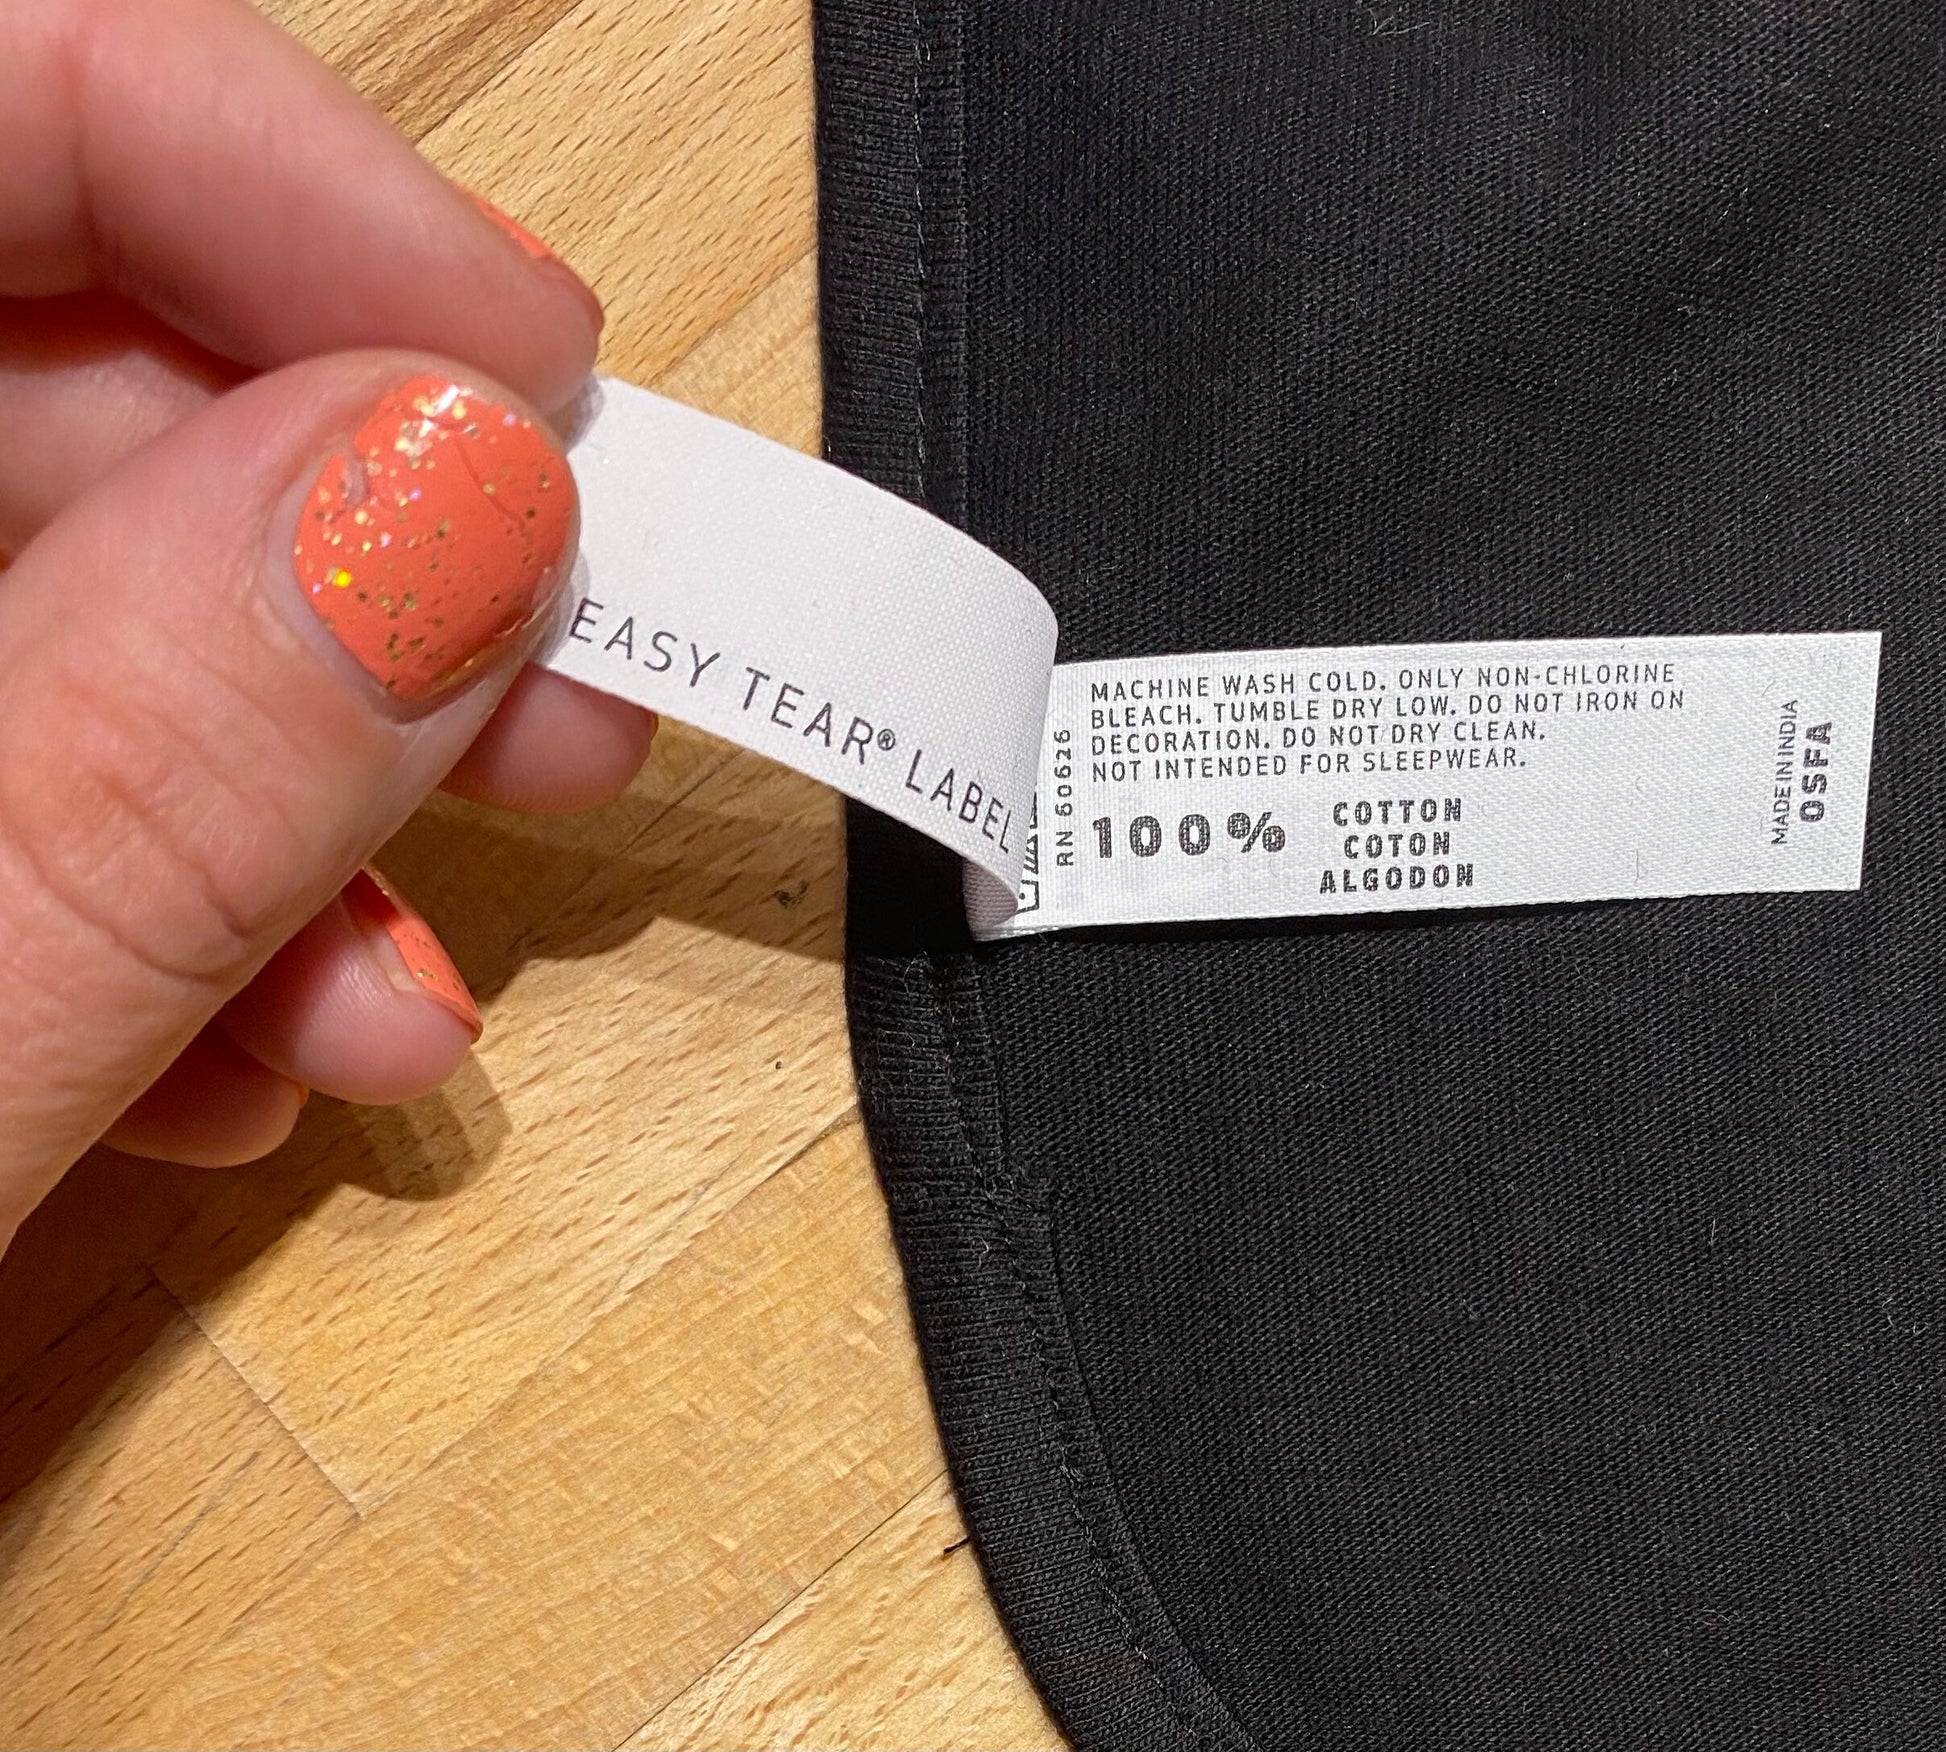 EASY TEAR® LABEL
RN 60626
MACHINE WASH COLD. ONLY NON-CHLORINE
BLEACH. TUMBLE DRY LOW. DO NOT IRON ON
DECORATION. DO NOT DRY CLEAN.
NOT INTENDED FOR SLEEPWEAR.
100%
COTTON
COTON
ALGODON
MADE IN INDIA
OSFA